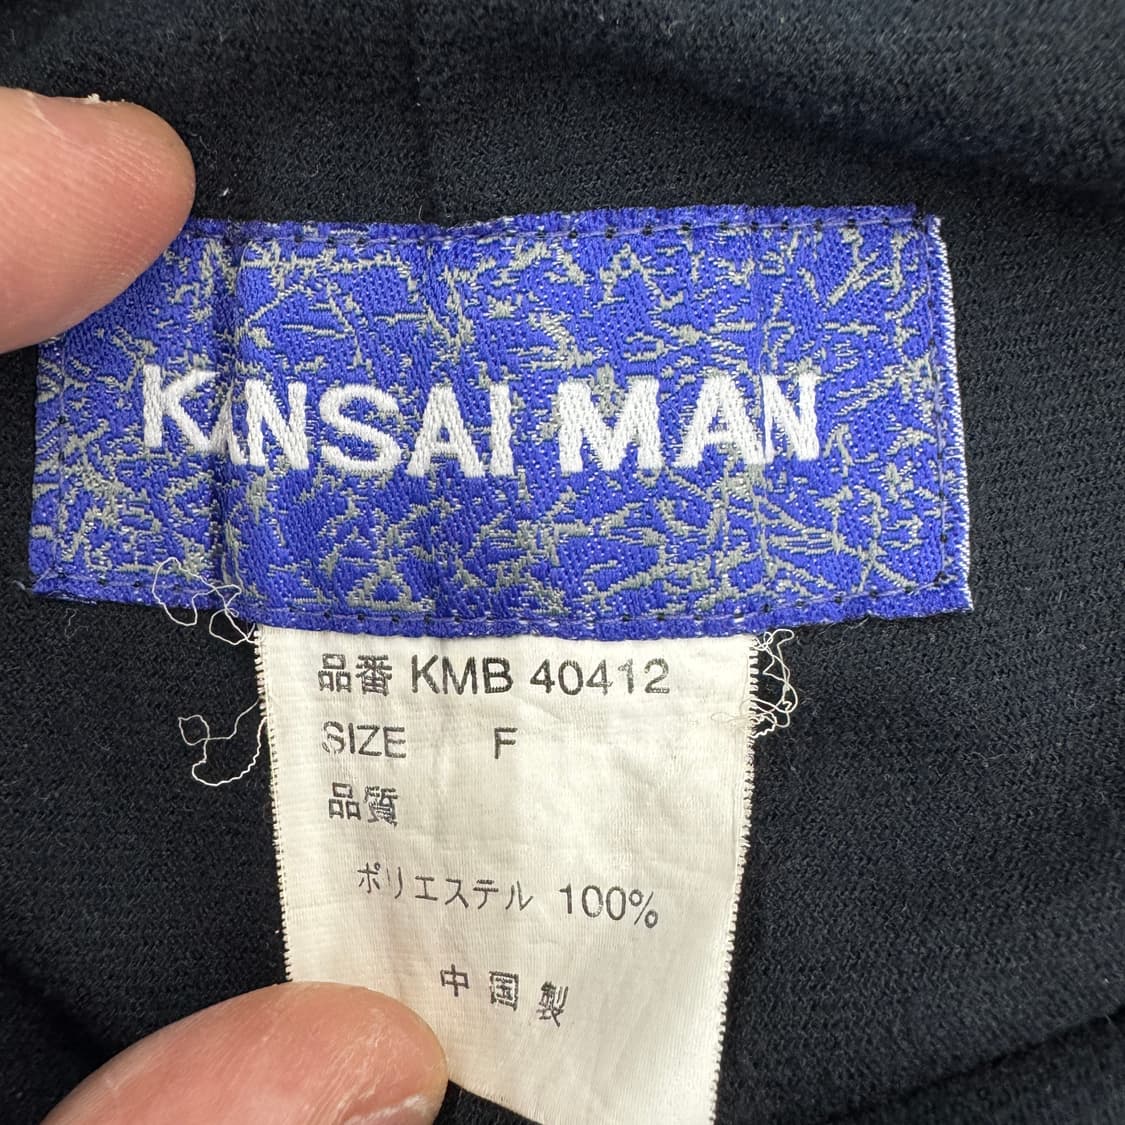 KANSAI MAN
品番 KMB 40412
SIZE F
品質
ポリエステル 100%
中国製